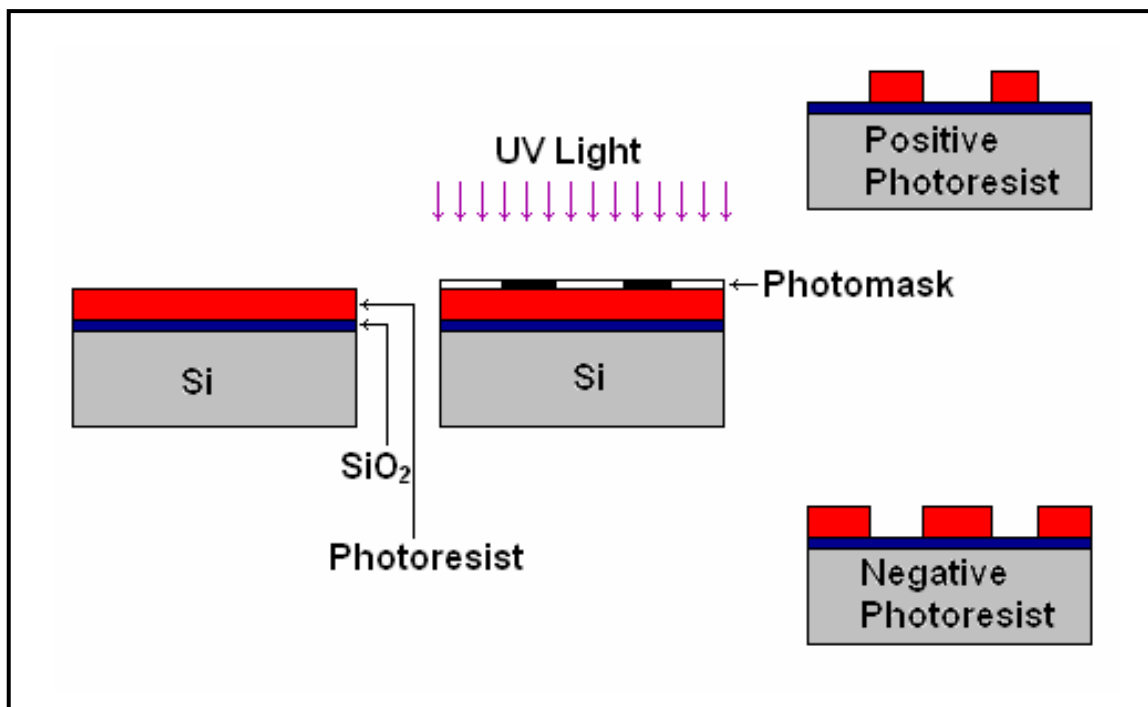 UV Light
Positive
Photoresist
Photomask
Si
Si
SiO₂
Photoresist
Negative
Photoresist